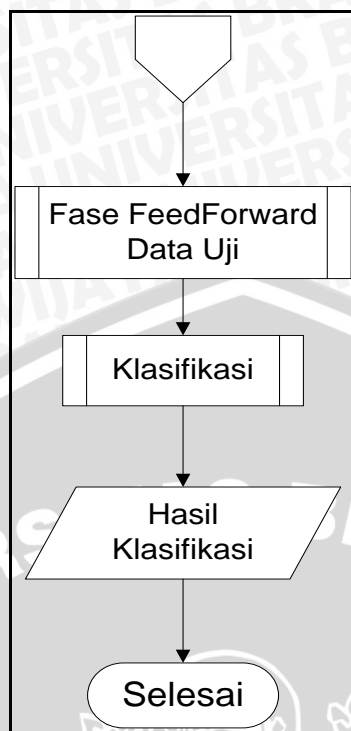 Fase FeedForward
Data Uji
Klasifikasi
Hasil
Klasifikasi
Selesai